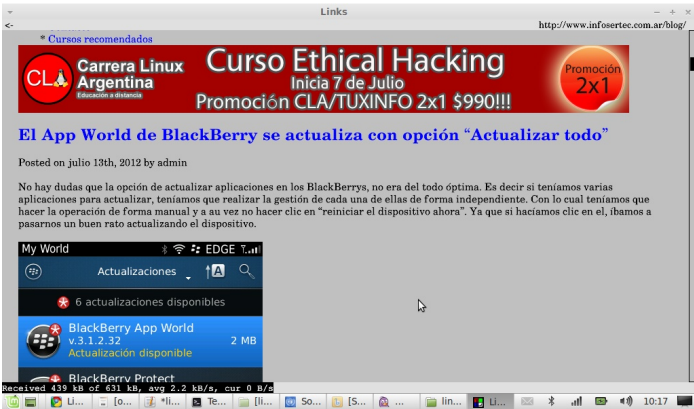 Links
<-
http://www.infosertec.com.ar/blog/
* Cursos recomendados
CLA
Carrera Linux
Argentina
Educación a distancia
Curso Ethical Hacking
Inicia 7 de Julio
Promoción CLA/TUXINFO 2x1 $990!!!
Promoción
2x1
El App World de BlackBerry se actualiza con opción “Actualizar todo”
Posted on julio 13th, 2012 by admin
No hay dudas que la opción de actualizar aplicaciones en los BlackBerrys, no era del todo óptima. Es decir si teníamos varias
aplicaciones para actualizar, teníamos que realizar la gestión de cada una de ellas de forma independiente. Con lo cual teníamos que
hacer la operación de forma manual y a au vez no hacer clic en “reiniciar el dispositivo ahora”. Ya que si hacíamos clic en el, íbamos a
pasarnos un buen rato actualizando el dispositivo.
My World
EDGE
Actualizaciones
A
6 actualizaciones disponibles
BlackBerry App World
v.3.1.2.32
2 MB
Actualización disponible
BlackBerry Protect
Received 439 kB of 631 kB, avg 2.2 kB/s, cur 0 B/s
Li...
[o...
*li...
Te...
[li...
So...
[S...
...
lin...
Li...
10:17